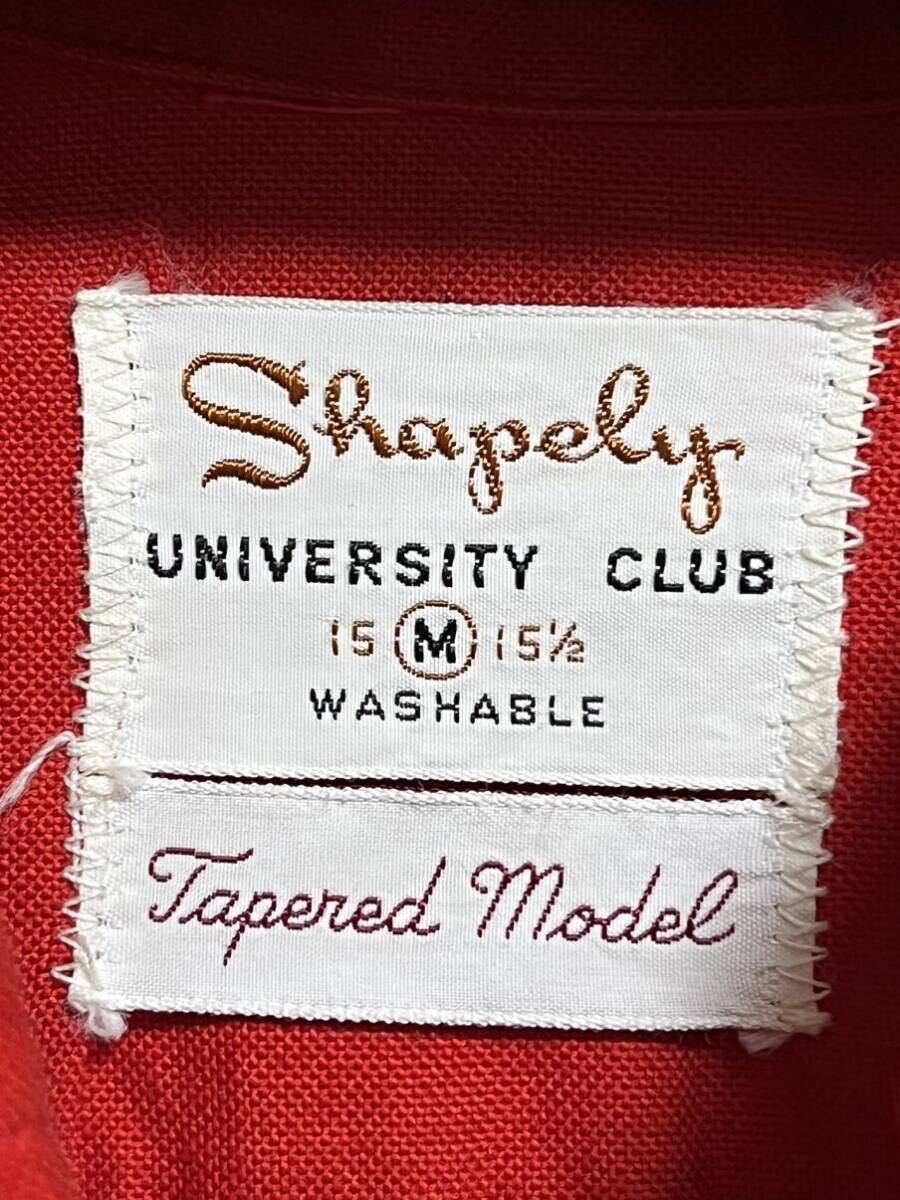 Shapely
UNIVERSITY CLUB
15 M 15½
WASHABLE
Tapered Model